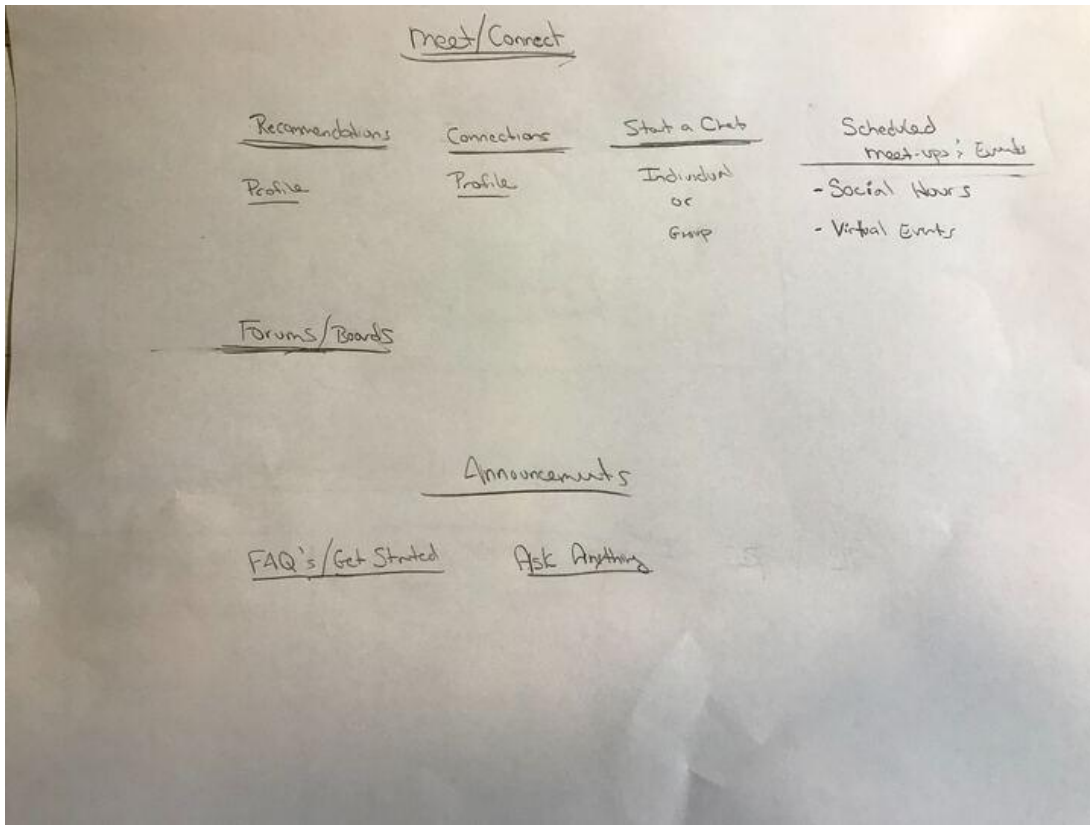 Meet/Connect
Recommendations
Profile
Connections
Profile
Start a Chat
Individual
or
Group
Scheduled
Meet-ups & Events
- Social Hours
- Virtual Events
Forums/Boards
Announcements
FAQ's/Get Started
Ask Anything